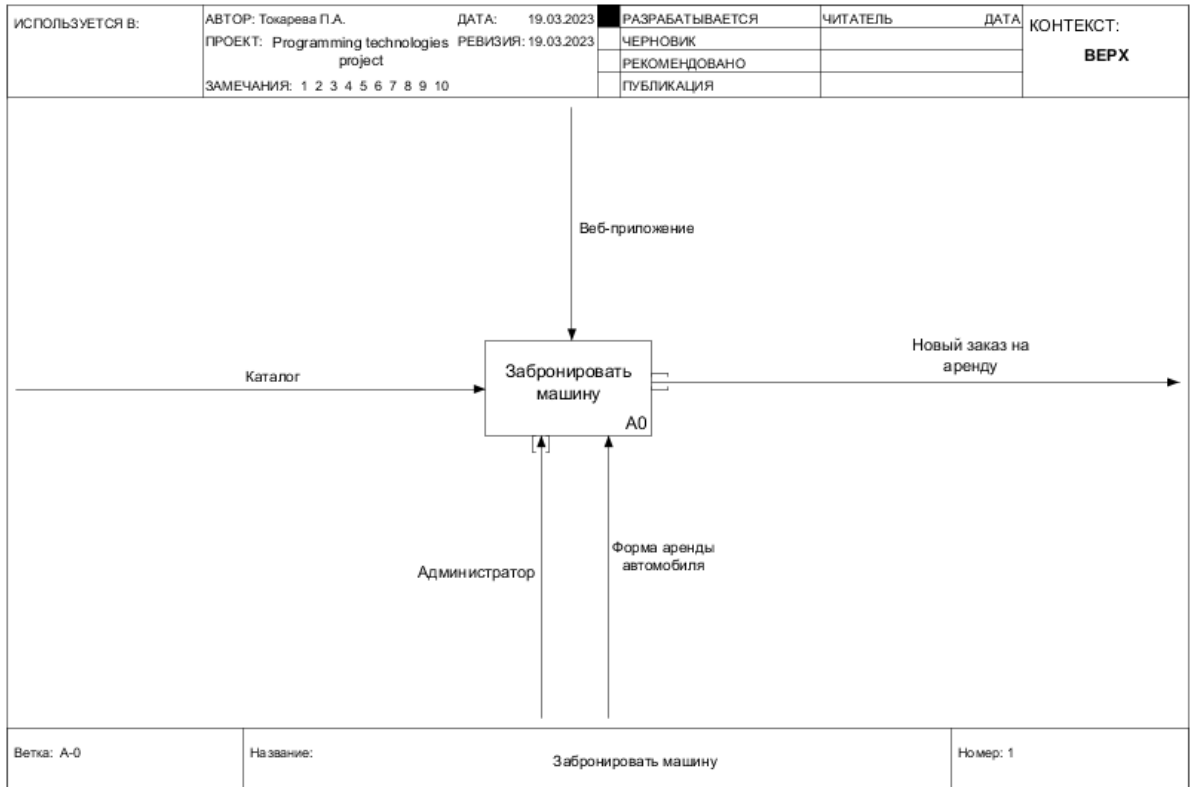 ИСПОЛЬЗУЕТСЯ В:
АВТОР: Токарева П.А.
ДАТА: 19.03.2023
ПРОЕКТ: Programming technologies
project
РЕВИЗИЯ: 19.03.2023
ЗАМЕЧАНИЯ: 1 2 3 4 5 6 7 8 9 10
РАЗРАБАТЫВАЕТСЯ
ЧЕРНОВИК
РЕКОМЕНДОВАНО
ПУБЛИКАЦИЯ
ЧИТАТЕЛЬ
ДАТА
КОНТЕКСТ:
ВЕРХ
Веб-приложение
Каталог
Забронировать
машину
A0
Новый заказ на
аренду
Администратор
Форма аренды
автомобиля
Ветка: A-0
Название:
Забронировать машину
Номер: 1